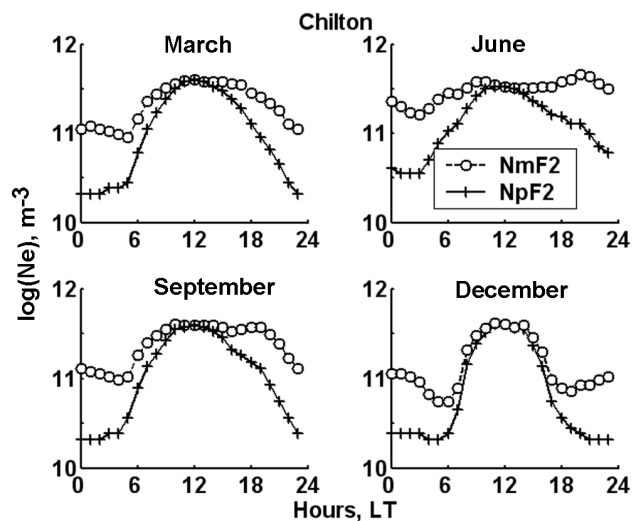 Chilton
log(Ne), m-3
March
12
11
10
0 6 12 18 24
June
12
11
10
0 6 12 18 24
NmF2
NpF2
September
12
11
10
0 6 12 18 24
December
12
11
10
0 6 12 18 24
Hours, LT